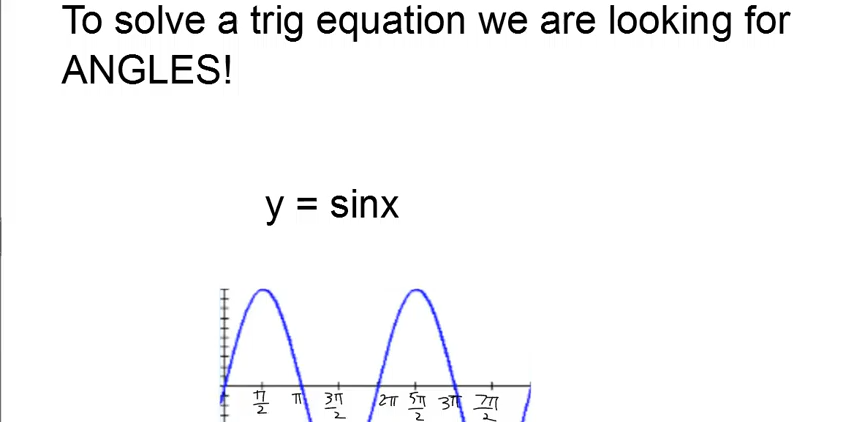 To solve a trig equation we are looking for
ANGLES!
y = sinx
π/2 π 3π/2 2π 5π/2 3π 7π/2